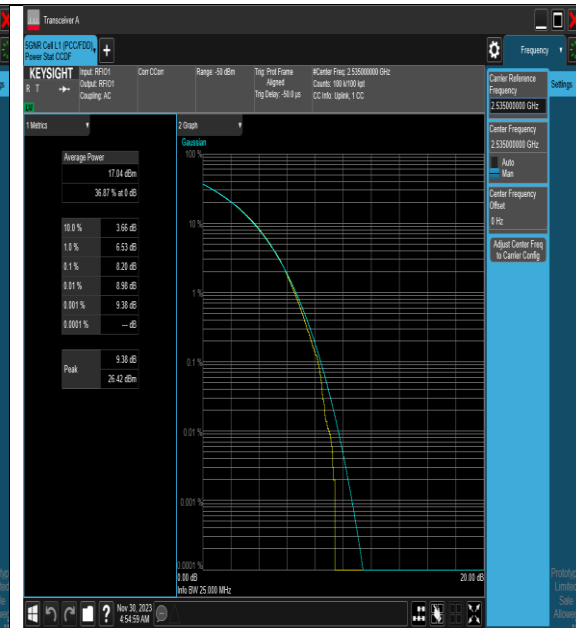 Transceiver A
5GNR Cell L1 (PCC/FDD),
Power Stat CCDF
+
Frequency
KEYSIGHT
R T
LXI
Input: RFIO1
Output: RFIO1
Coupling: AC
Corr CCorr
Range: -50 dBm
Trig: Prot Frame
Aligned
Trig Delay: -50.0 µs
#Center Freq: 2.535000000 GHz
Counts: 100 k/100 kpt
CC Info: Uplink, 1 CC
Carrier Reference
Frequency
2.535000000 GHz
Settings
Center Frequency
2.535000000 GHz
Auto
Man
Center Frequency
Offset
0 Hz
Adjust Center Freq
to Carrier Config
1 Metrics
Average Power
17.04 dBm
36.87 % at 0 dB
10.0 % 3.66 dB
1.0 % 6.53 dB
0.1 % 8.20 dB
0.01 % 8.98 dB
0.001 % 9.38 dB
0.0001 % --- dB
Peak
9.38 dB
26.42 dBm
2 Graph
Gaussian
100 %
10 %
1 %
0.1 %
0.01 %
0.001 %
0.0001 %
0.00 dB
20.00 dB
Info BW 25.000 MHz
?
Nov 30, 2023
4:54:59 AM